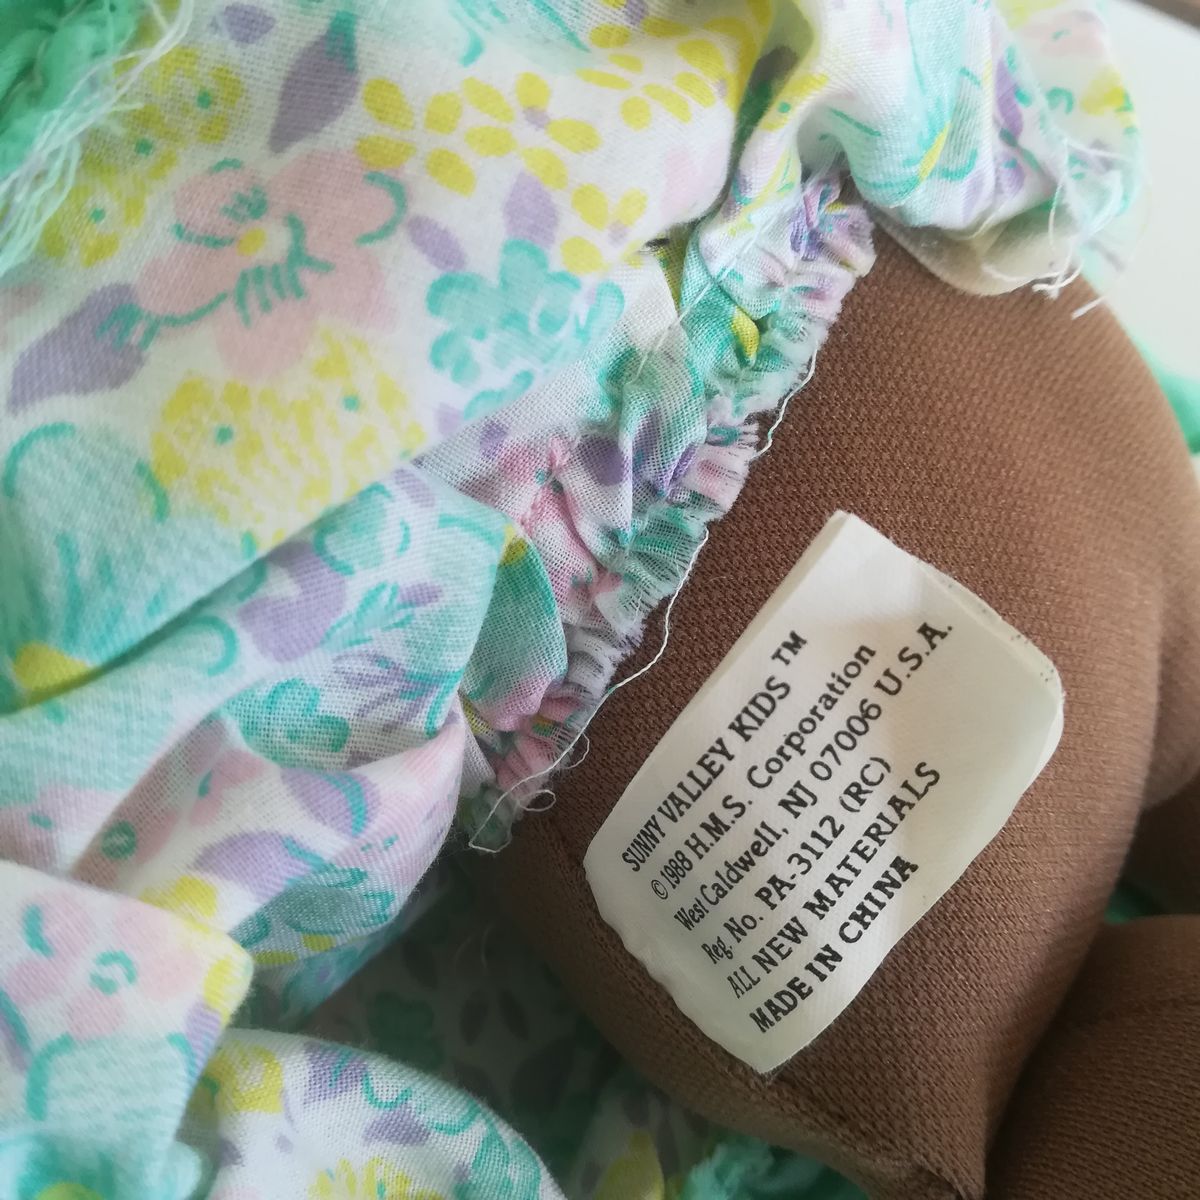 SUNNY VALLEY KIDS ™
© 1988 H.M.S. Corporation
West Caldwell, NJ 07006 U.S.A.
Reg. No. PA-3112 (RC)
ALL NEW MATERIALS
MADE IN CHINA